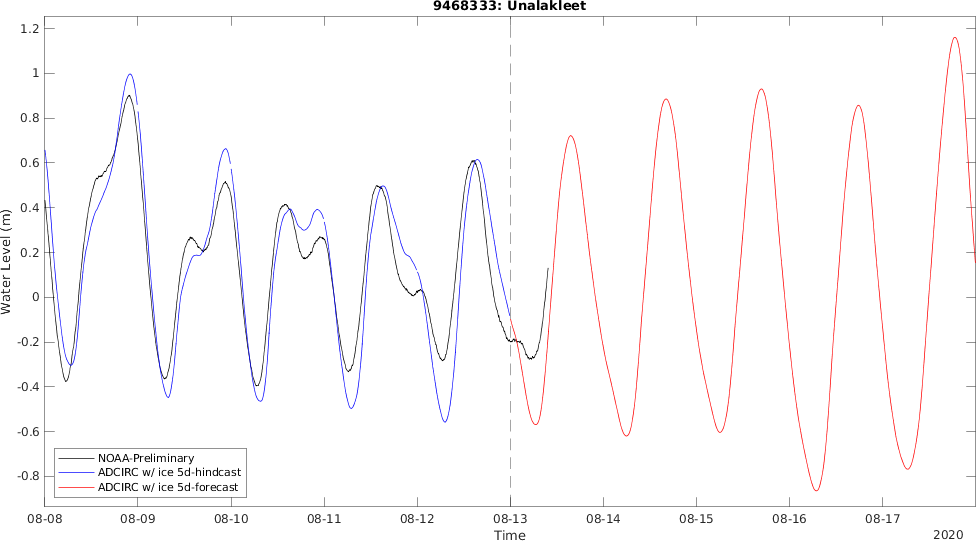 9468333: Unalakleet
1.2
1
0.8
0.6
0.4
0.2
0
-0.2
-0.4
-0.6
-0.8
Water Level (m)
NOAA-Preliminary
ADCIRC w/ ice 5d-hindcast
ADCIRC w/ ice 5d-forecast
08-08 08-09 08-10 08-11 08-12 08-13 08-14 08-15 08-16 08-17
Time
2020